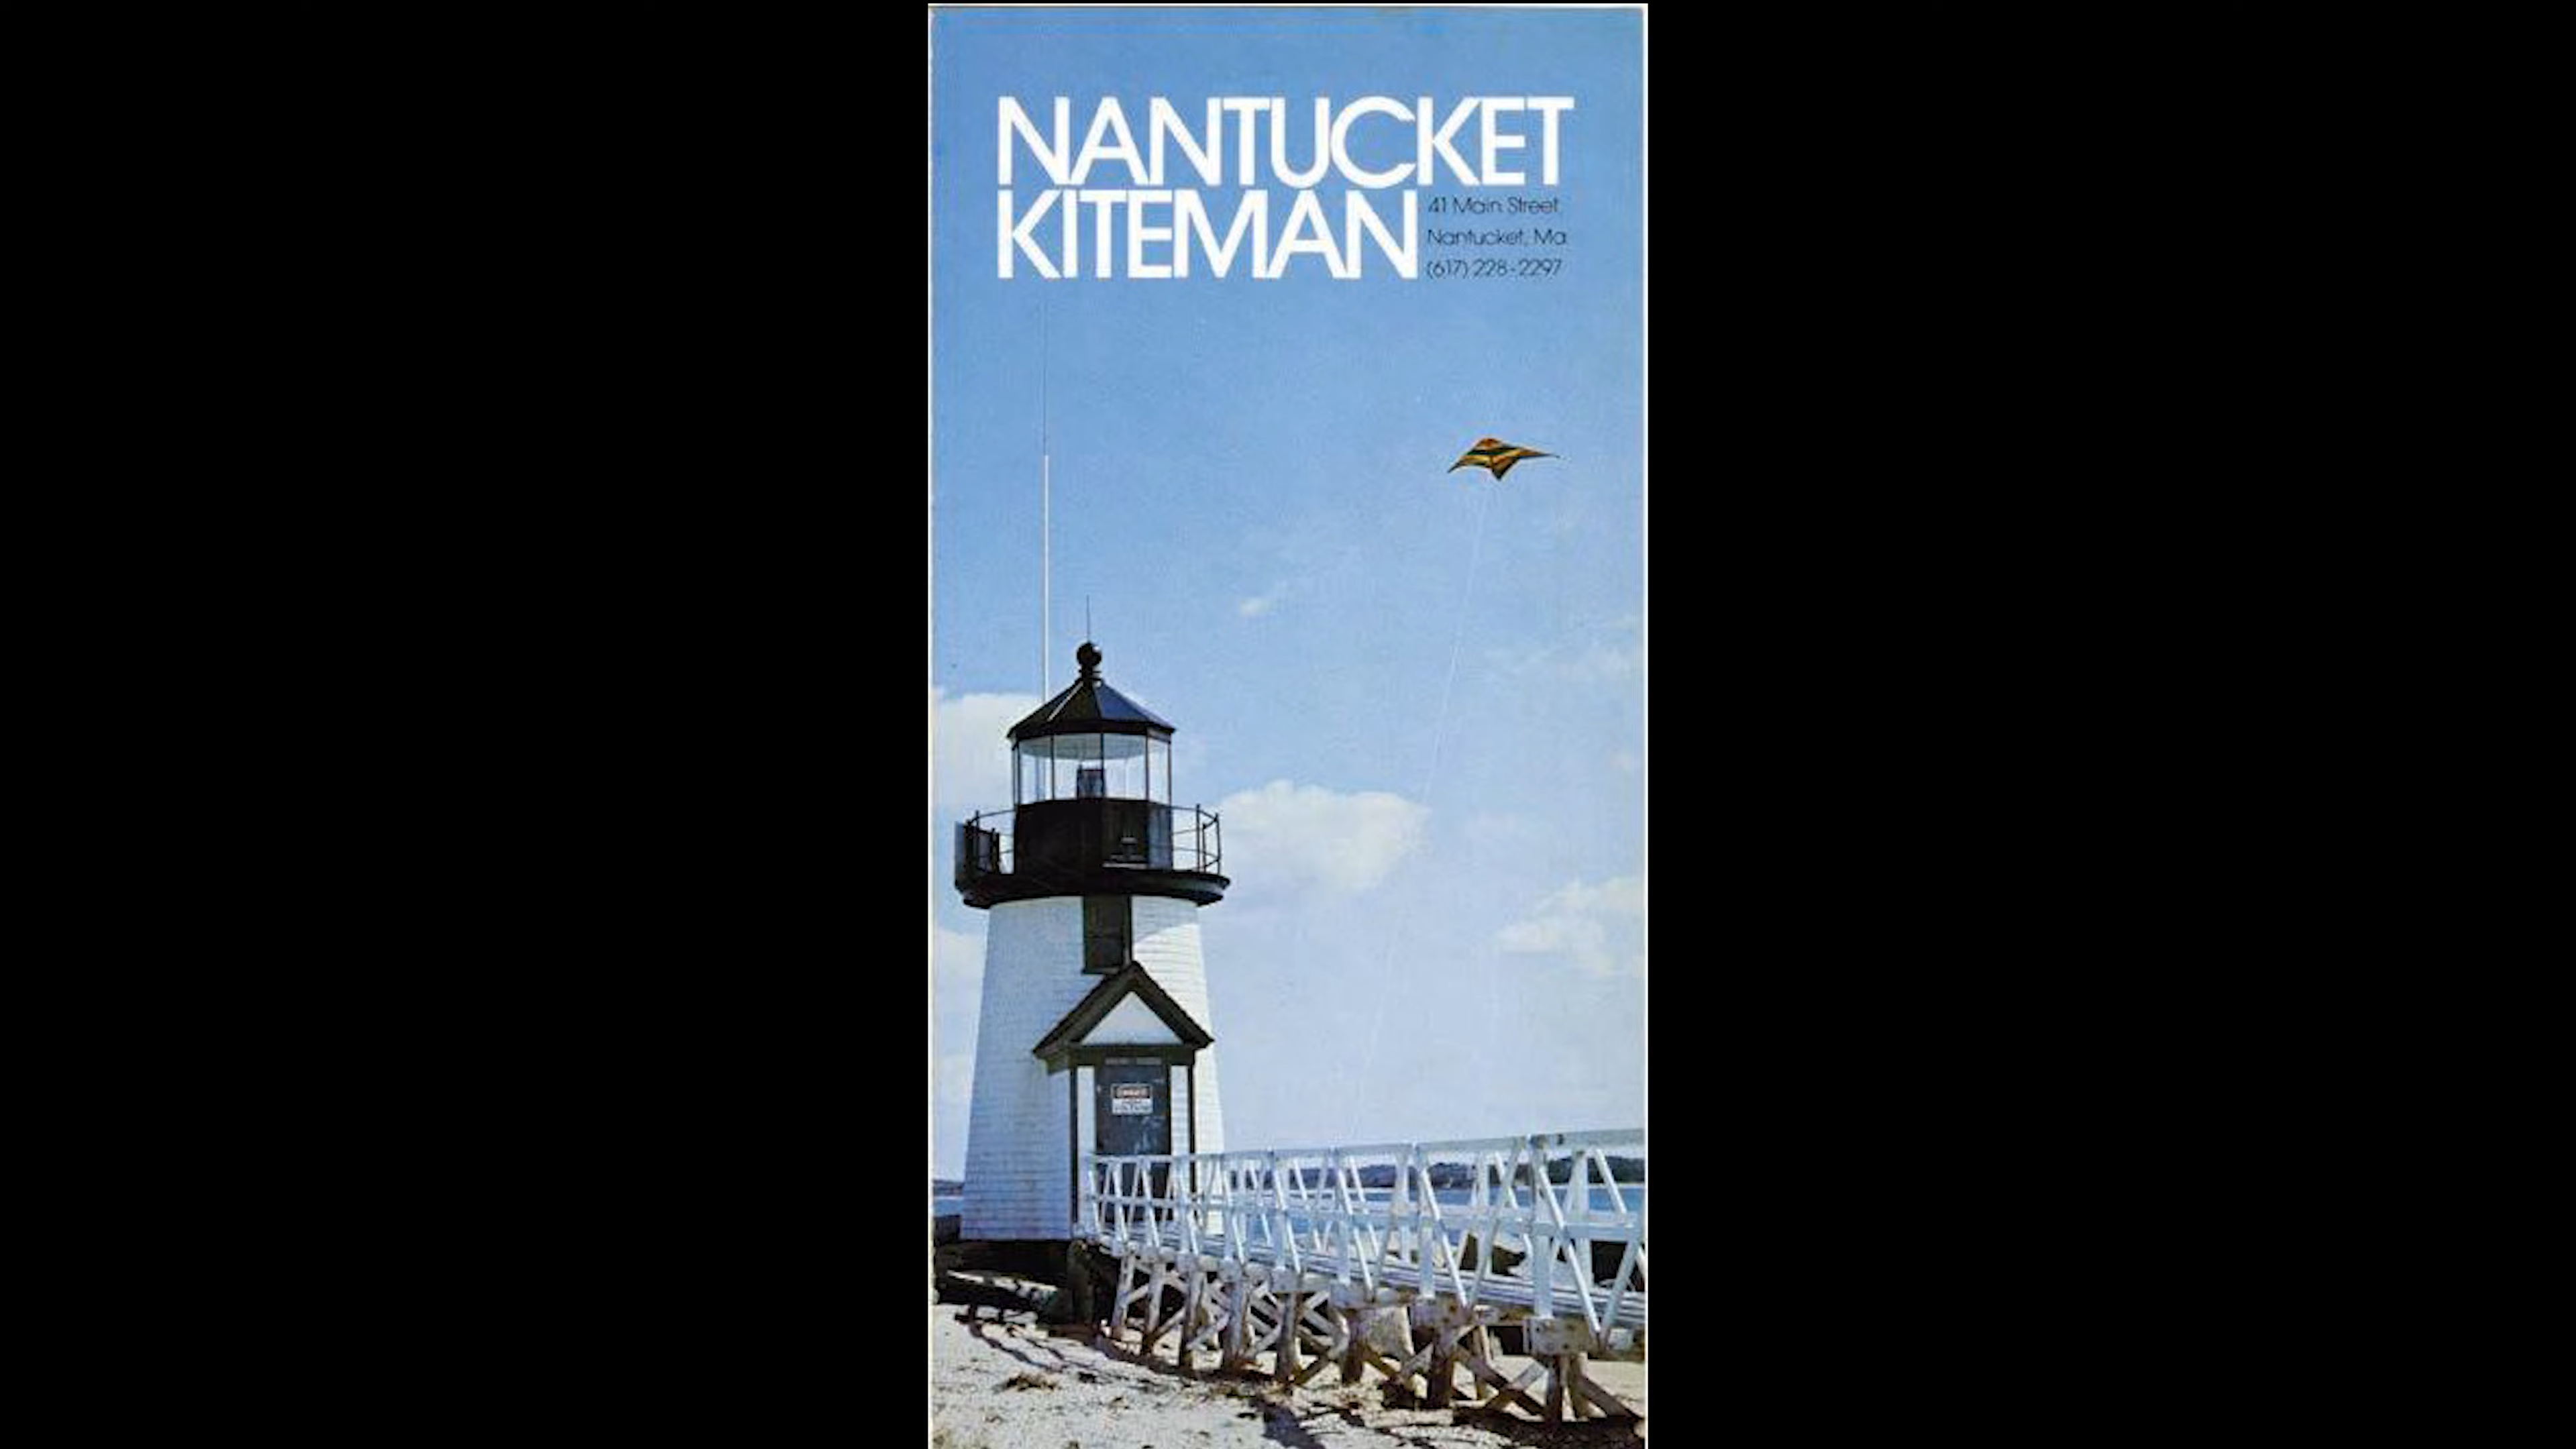 NANTUCKET
KITEMAN
41 Main Street,
Nantucket, Ma.
(617) 228-2297